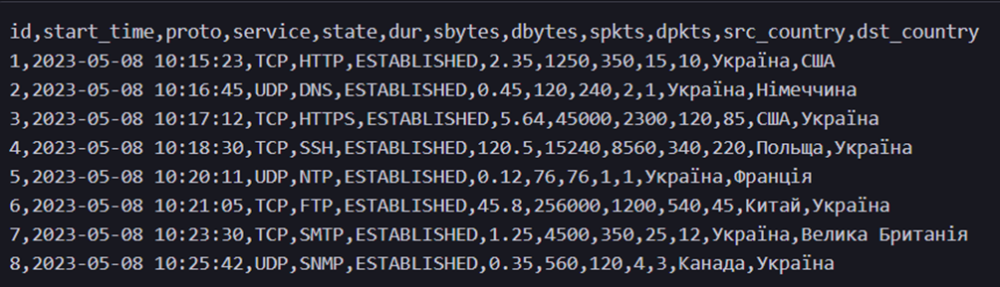 id,start_time,proto,service,state,dur,sbytes,dbytes,spkts,dpkts,src_country,dst_country
1,2023-05-08 10:15:23,TCP,HTTP,ESTABLISHED,2.35,1250,350,15,10,Україна,США
2,2023-05-08 10:16:45,UDP,DNS,ESTABLISHED,0.45,120,240,2,1,Україна,Німеччина
3,2023-05-08 10:17:12,TCP,HTTPS,ESTABLISHED,5.64,45000,2300,120,85,США,Україна
4,2023-05-08 10:18:30,TCP,SSH,ESTABLISHED,120.5,15240,8560,340,220,Польща,Україна
5,2023-05-08 10:20:11,UDP,NTP,ESTABLISHED,0.12,76,76,1,1,Україна,Франція
6,2023-05-08 10:21:05,TCP,FTP,ESTABLISHED,45.8,256000,1200,540,45,Китай,Україна
7,2023-05-08 10:23:30,TCP,SMTP,ESTABLISHED,1.25,4500,350,25,12,Україна,Велика Британія
8,2023-05-08 10:25:42,UDP,SNMP,ESTABLISHED,0.35,560,120,4,3,Канада,Україна